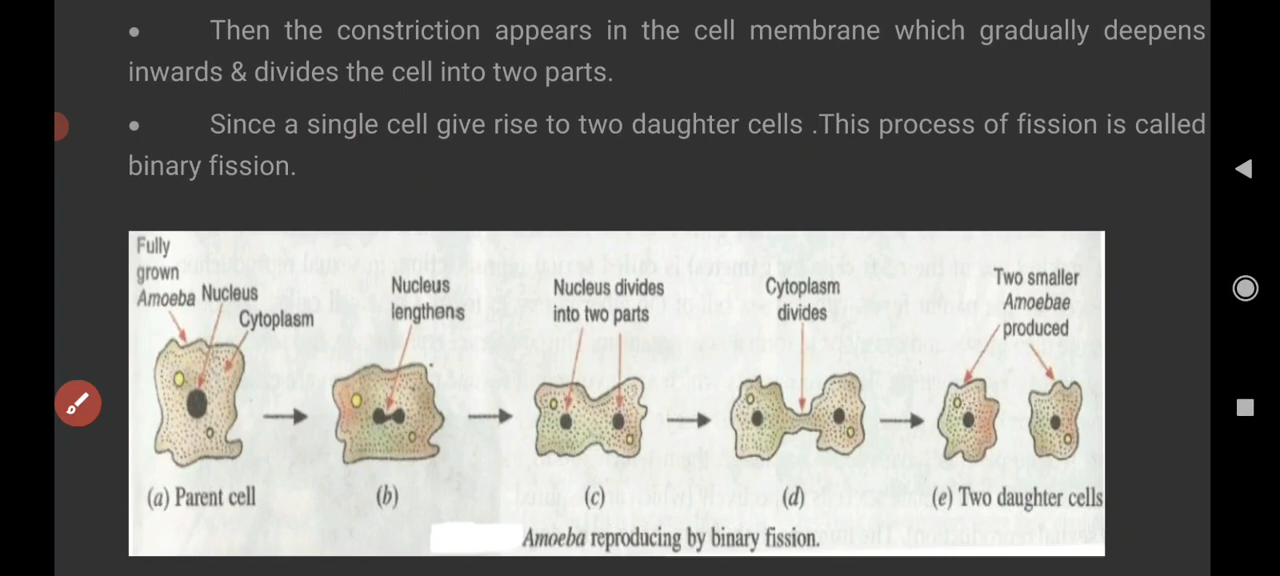 • Then the constriction appears in the cell membrane which gradually deepens
inwards & divides the cell into two parts.
• Since a single cell give rise to two daughter cells .This process of fission is called
binary fission.
Fully
grown
Amoeba
Nucleus
Cytoplasm
Nucleus
lengthens
Nucleus divides
into two parts
Cytoplasm
divides
Two smaller
Amoebae
produced
(a) Parent cell
(b)
(c)
(d)
(e) Two daughter cells
Amoeba reproducing by binary fission.